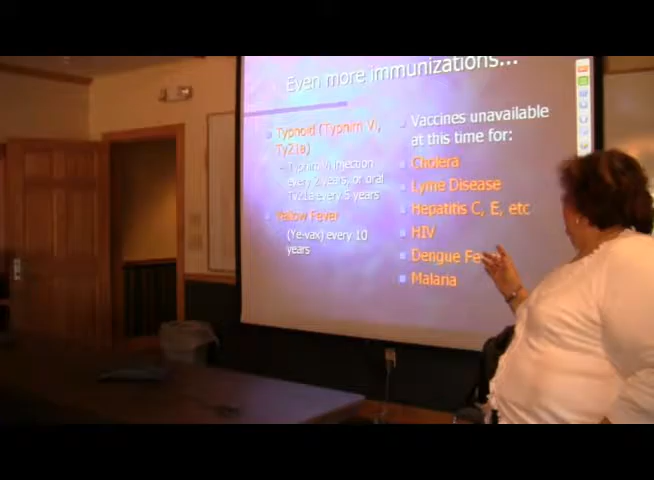 Even more immunizations...
Typhoid (Typhim Vi,
Ty21a)
– Typhim Vi injection
every 2 years, or oral
Ty21a every 5 years
Yellow Fever
(Ye-vax) every 10
years
Vaccines unavailable
at this time for:
Cholera
Lyme Disease
Hepatitis C, E, etc
HIV
Dengue Fe
Malaria